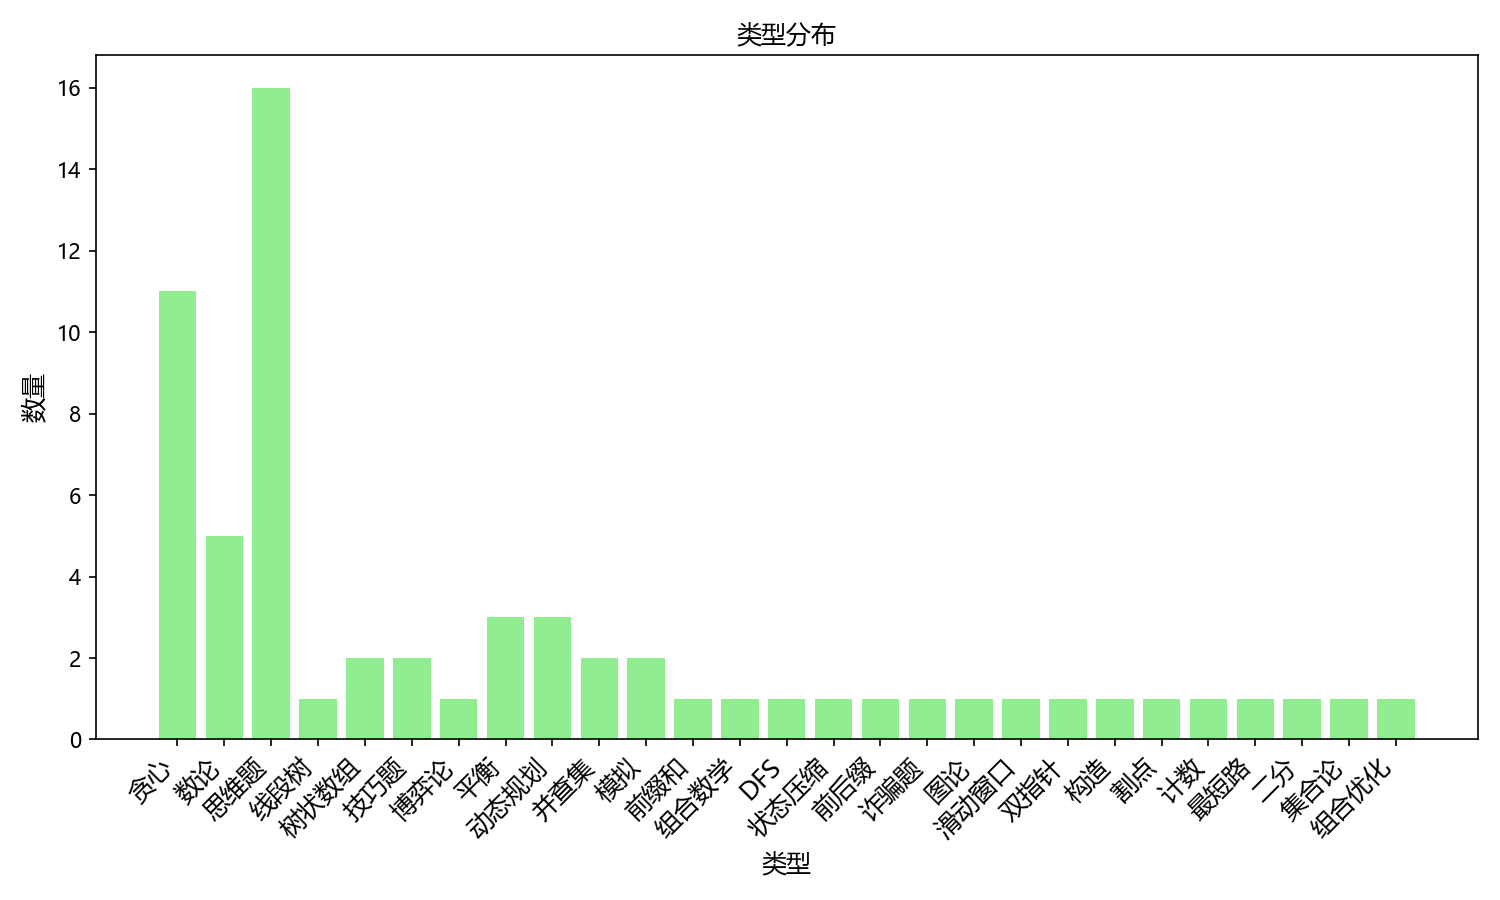 类型分布
数量
16
14
12
10
8
6
4
2
0
贪心
数论
思维题
线段树
树状数组
技巧题
博弈论
平衡
动态规划
并查集
模拟
前缀和
组合数学
DFS
状态压缩
前后缀
诈骗题
图论
滑动窗口
双指针
构造
割点
计数
最短路
二分
集合论
组合优化
类型